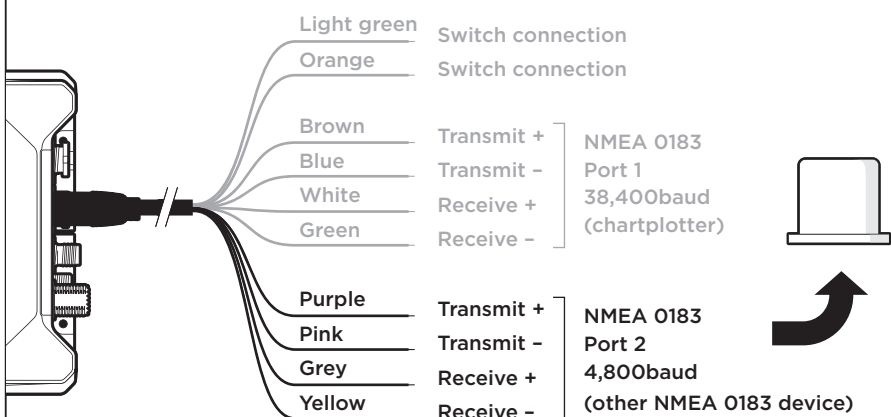 Light green Switch connection
Orange Switch connection
Brown Transmit +
Blue Transmit –
White Receive +
Green Receive –
NMEA 0183
Port 1
38,400baud
(chartplotter)
Purple Transmit +
Pink Transmit –
Grey Receive +
Yellow Receive –
NMEA 0183
Port 2
4,800baud
(other NMEA 0183 device)